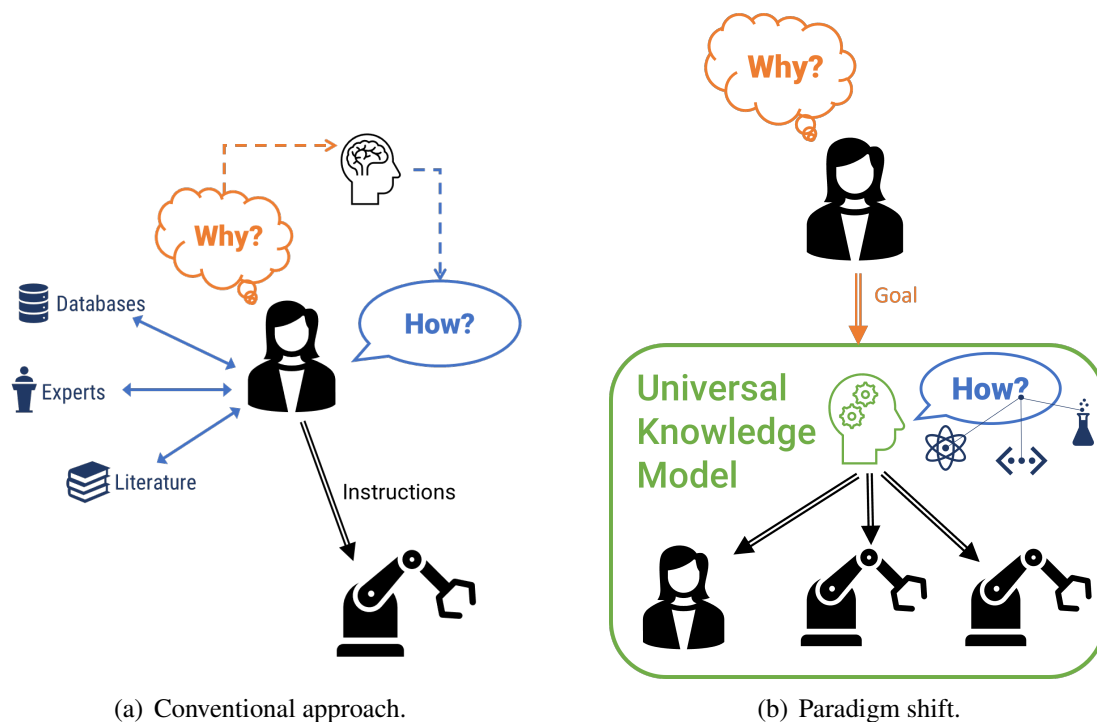 Why?
How?
Databases
Experts
Literature
Instructions
(a) Conventional approach.
Why?
Goal
Universal
Knowledge
Model
How?
(b) Paradigm shift.